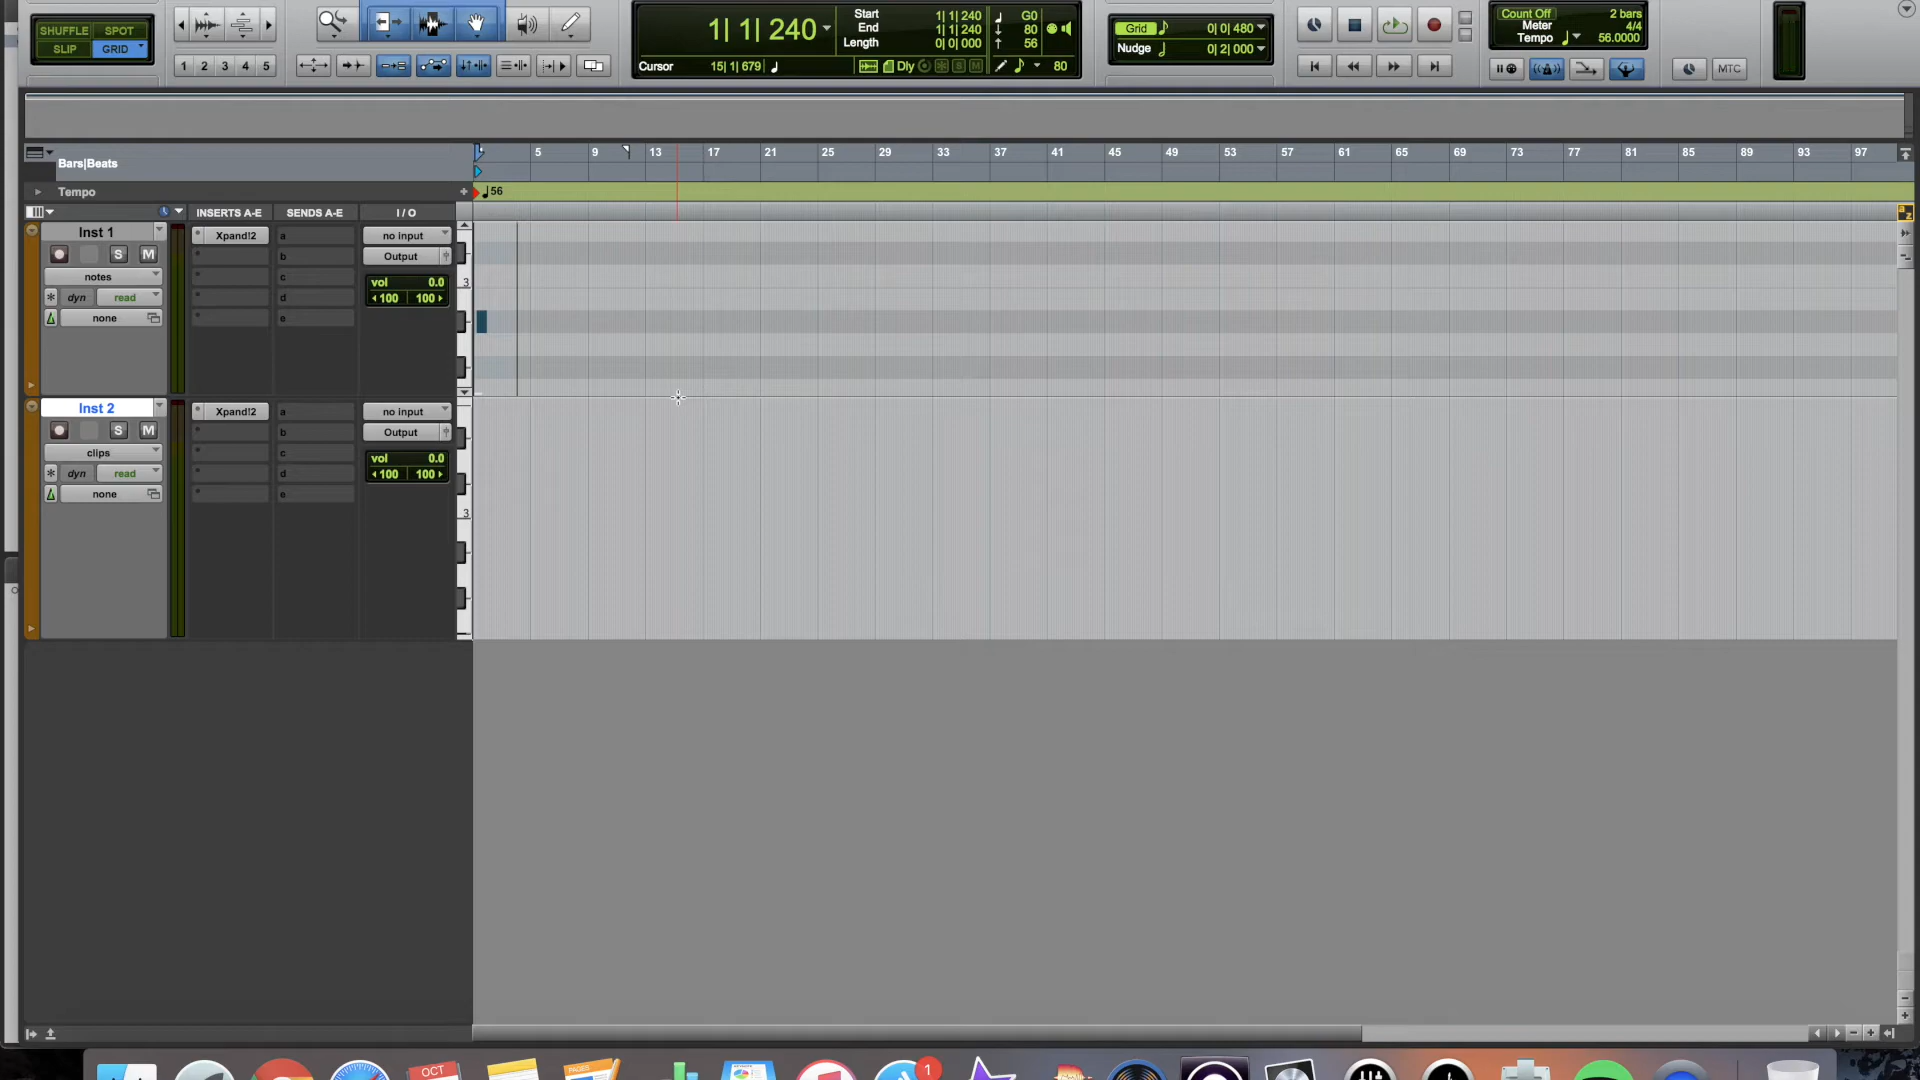 SHUFFLE SPOT
SLIP GRID
1 2 3 4 5
1| 1| 240
Start 1| 1| 240
End 1| 1| 240
Length 0| 0| 000
G0
80
56
Cursor 15| 1| 679
Dly
S M
80
Grid 0| 0| 480
Nudge 0| 2| 000
Count Off 2 bars
Meter 4/4
Tempo 56.0000
MTC
Bars|Beats
5 9 13 17 21 25 29 33 37 41 45 49 53 57 61 65 69 73 77 81 85 89 93 97
Tempo
56
INSERTS A-E SENDS A-E I / O
a
z
Inst 1
S M
notes
dyn read
none
Xpand!2
a
b
c
d
e
no input
Output
vol 0.0
100 100
3
Inst 2
S M
clips
dyn read
none
Xpand!2
a
b
c
d
e
no input
Output
vol 0.0
100 100
3
OCT
PAGES
1